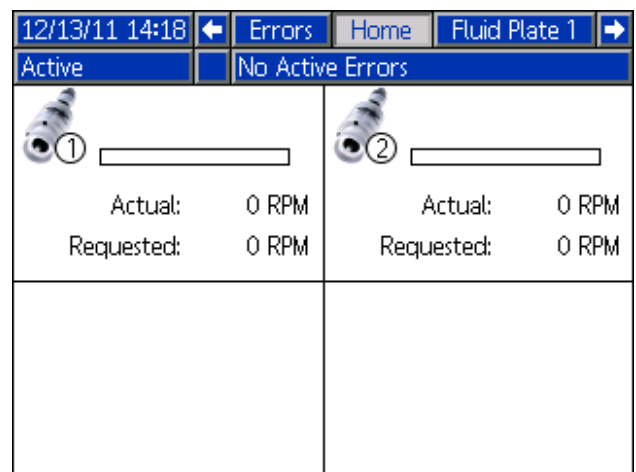 12/13/11 14:18 Errors Home Fluid Plate 1
Active No Active Errors
1 2
Actual: 0 RPM Actual: 0 RPM
Requested: 0 RPM Requested: 0 RPM